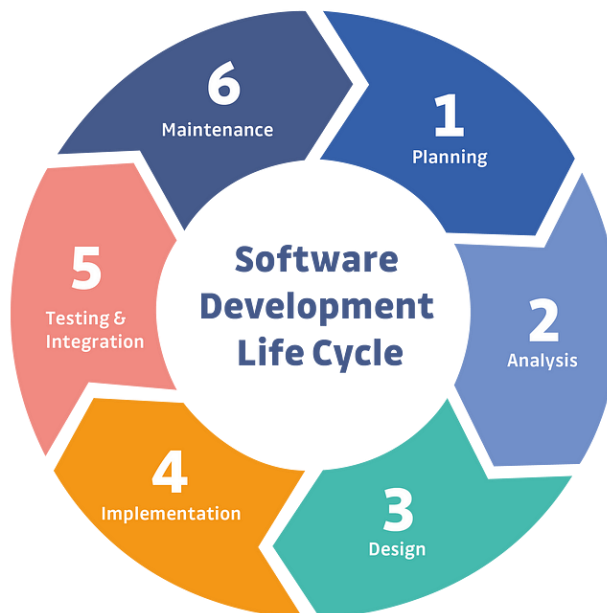 Software
Development
Life Cycle
1
Planning
2
Analysis
3
Design
4
Implementation
5
Testing &
Integration
6
Maintenance